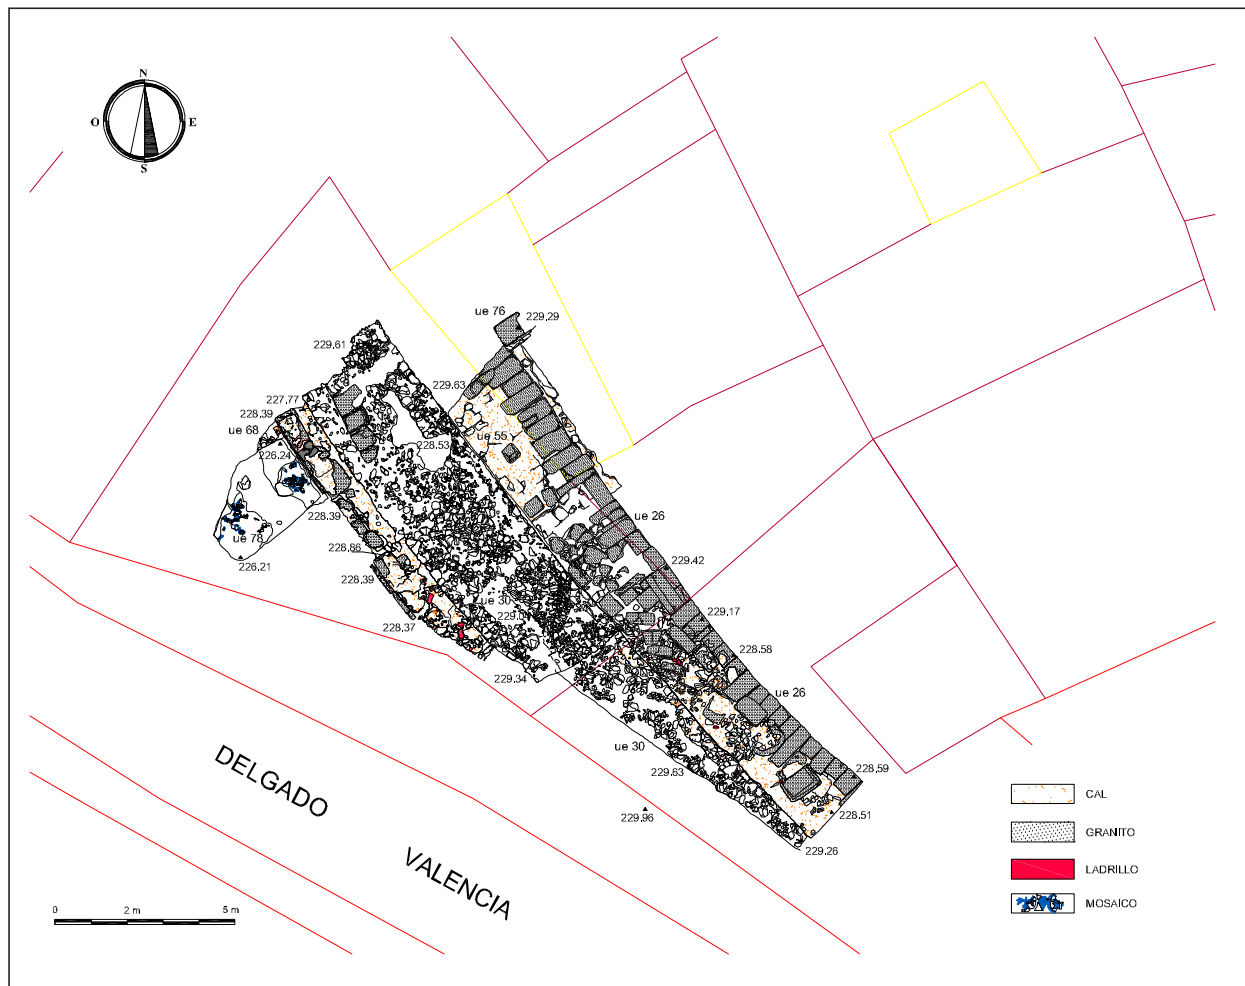 N
O E
S
ue 76
229.29
229.61
229.63
227.77
228.39
ue 68
ue 55
228.53
226.24
ue 26
228.39
ue 78
228.86
226.21
229.42
228.39
ue 30
229.17
228.37
228.58
229.34
ue 26
ue 30
DELGADO
229.63
228.59
CAL
229.96
228.51
GRANITO
229.26
VALENCIA
LADRILLO
0 2 m 5 m
MOSAICO